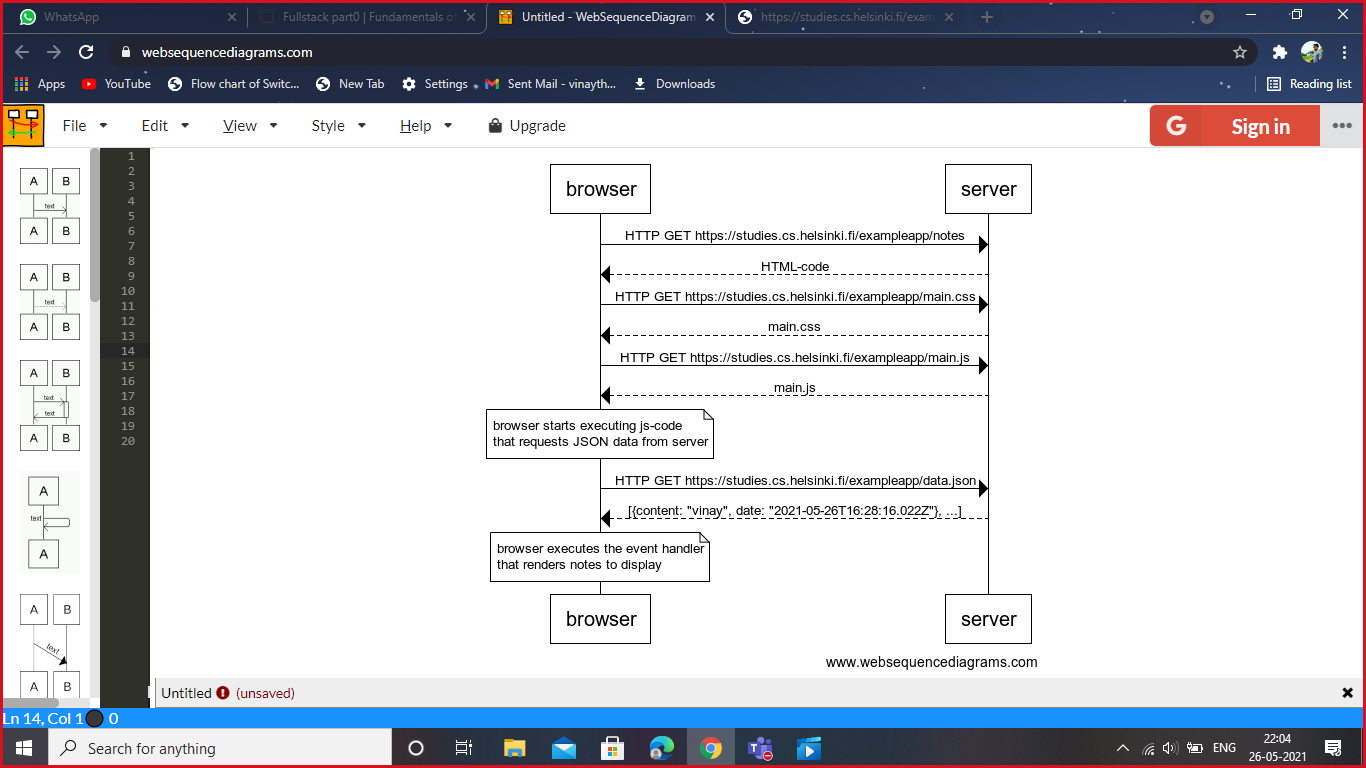 WhatsApp
Fullstack part0 | Fundamentals of
Untitled - WebSequenceDiagram
https://studies.cs.helsinki.fi/exam
websequencediagrams.com
Apps
YouTube
Flow chart of Switc...
New Tab
Settings
Sent Mail - vinayth...
Downloads
Reading list
File
Edit
View
Style
Help
Upgrade
G
Sign in
1
2
3
4
5
6
7
8
9
10
11
12
13
14
15
16
17
18
19
20
A B
text
A B
A B
text
A B
A B
text
text
A B
A
text
A
A B
text
A B
browser
server
HTTP GET https://studies.cs.helsinki.fi/exampleapp/notes
HTML-code
HTTP GET https://studies.cs.helsinki.fi/exampleapp/main.css
main.css
HTTP GET https://studies.cs.helsinki.fi/exampleapp/main.js
main.js
browser starts executing js-code
that requests JSON data from server
HTTP GET https://studies.cs.helsinki.fi/exampleapp/data.json
[{content: "vinay", date: "2021-05-26T16:28:16.022Z"}, ...]
browser executes the event handler
that renders notes to display
browser
server
www.websequencediagrams.com
Untitled (unsaved)
Ln 14, Col 1 0
Search for anything
ENG
22:04
26-05-2021